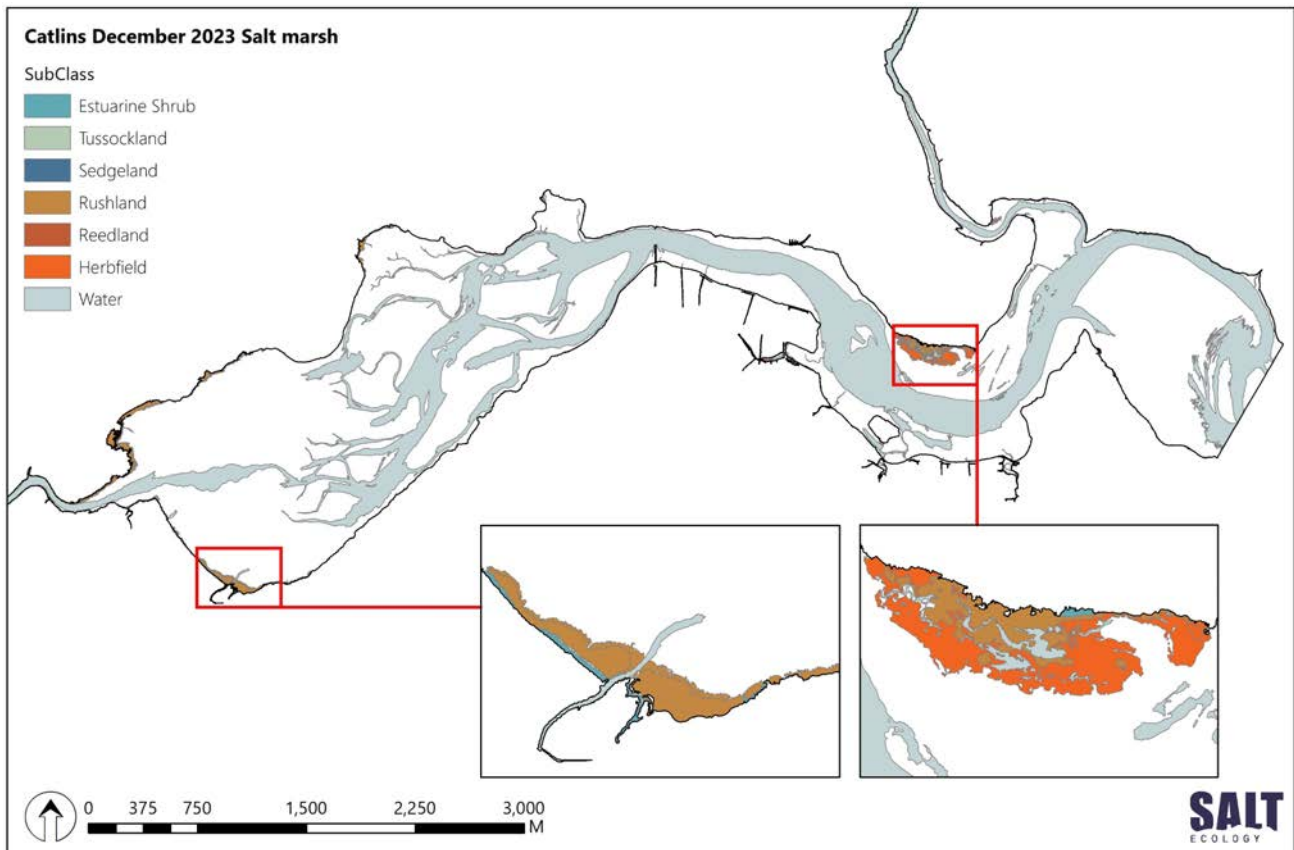 Catlins December 2023 Salt marsh
SubClass
Estuarine Shrub
Tussockland
Sedgeland
Rushland
Reedland
Herbfield
Water
0 375 750 1,500 2,250 3,000
M
SALT
ECOLOGY